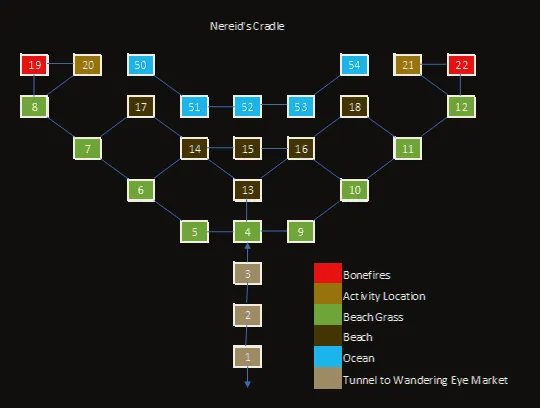 Nereid's Cradle
19 20 50 54 21 22
8 17 51 52 53 18 12
7 14 15 16 11
6 13 10
5 4 9
3
2
1
Bonefires
Activity Location
Beach Grass
Beach
Ocean
Tunnel to Wandering Eye Market